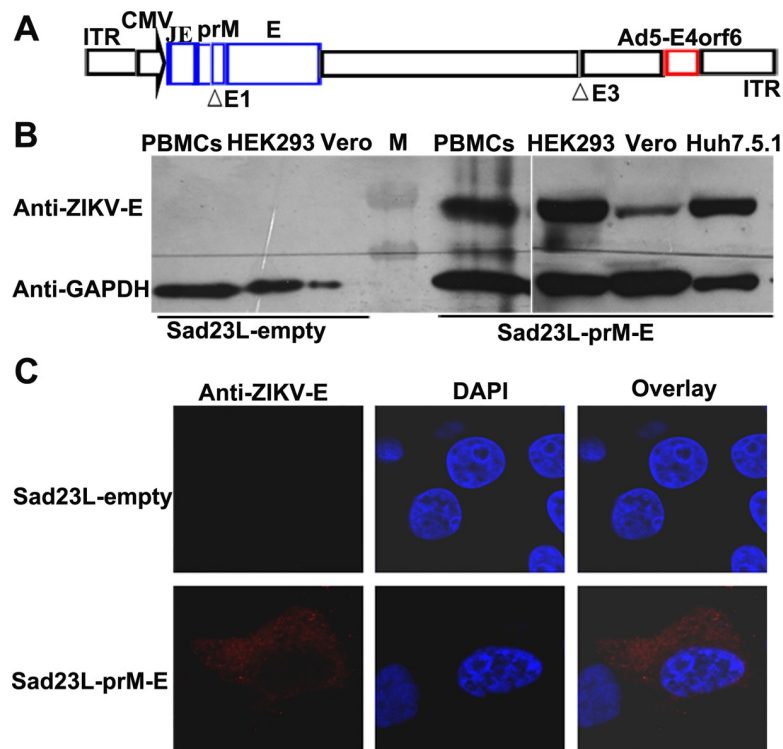 A
ITR
CMV
JE
prM
E
Ad5-E4orf6
△E1
△E3
ITR
B
PBMCs HEK293 Vero M PBMCs HEK293 Vero Huh7.5.1
Anti-ZIKV-E
Anti-GAPDH
Sad23L-empty Sad23L-prM-E
C
Anti-ZIKV-E DAPI Overlay
Sad23L-empty
Sad23L-prM-E